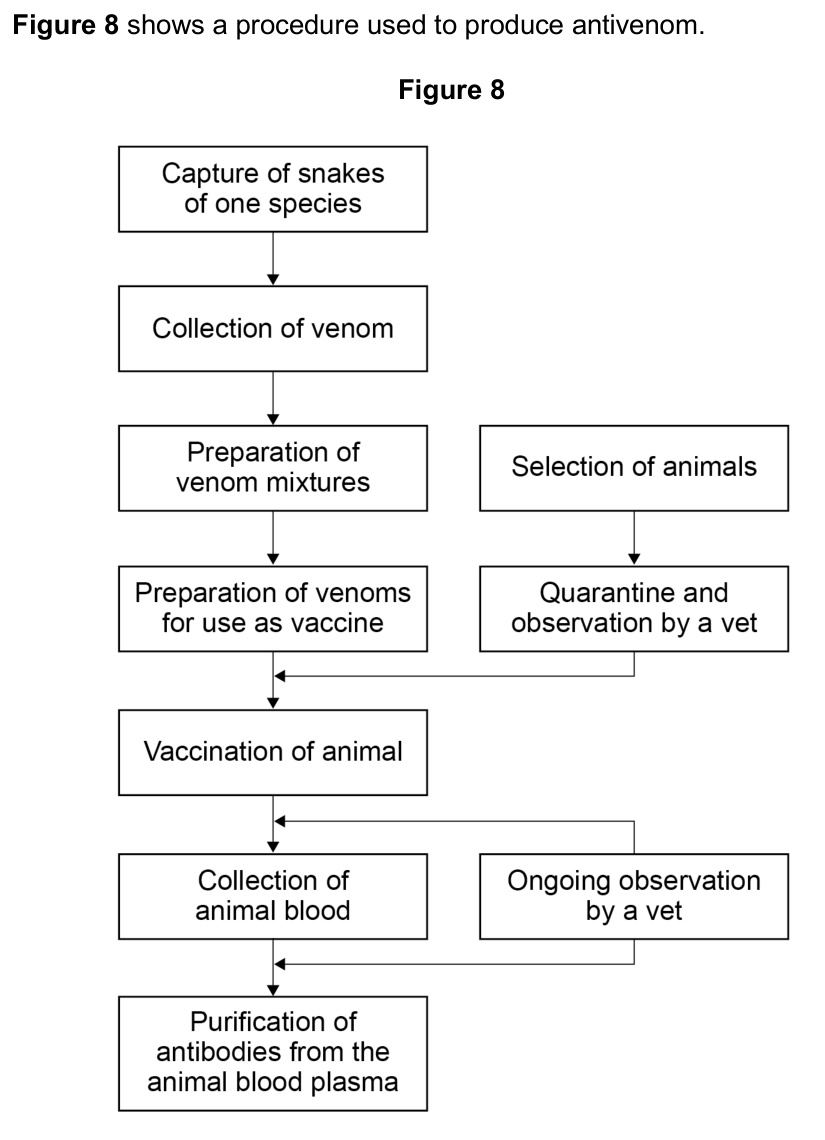 Figure 8 shows a procedure used to produce antivenom.
Figure 8
Capture of snakes
of one species
Collection of venom
Preparation of
venom mixtures
Selection of animals
Preparation of venoms
for use as vaccine
Quarantine and
observation by a vet
Vaccination of animal
Collection of
animal blood
Ongoing observation
by a vet
Purification of
antibodies from the
animal blood plasma